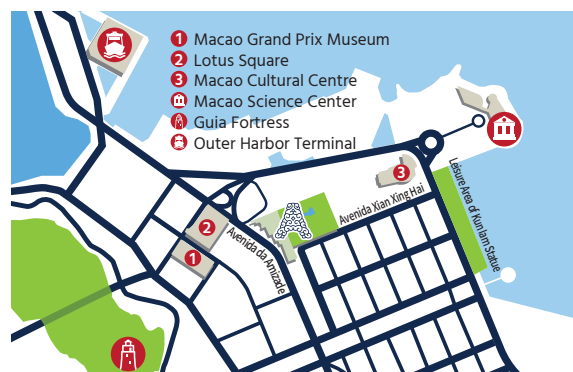 1 Macao Grand Prix Museum
2 Lotus Square
3 Macao Cultural Centre
Macao Science Center
Guia Fortress
Outer Harbor Terminal
3
Leisure Area of Kun Iam Statue
Avenida Xian Xing Hai
2
Avenida da Amizade
1